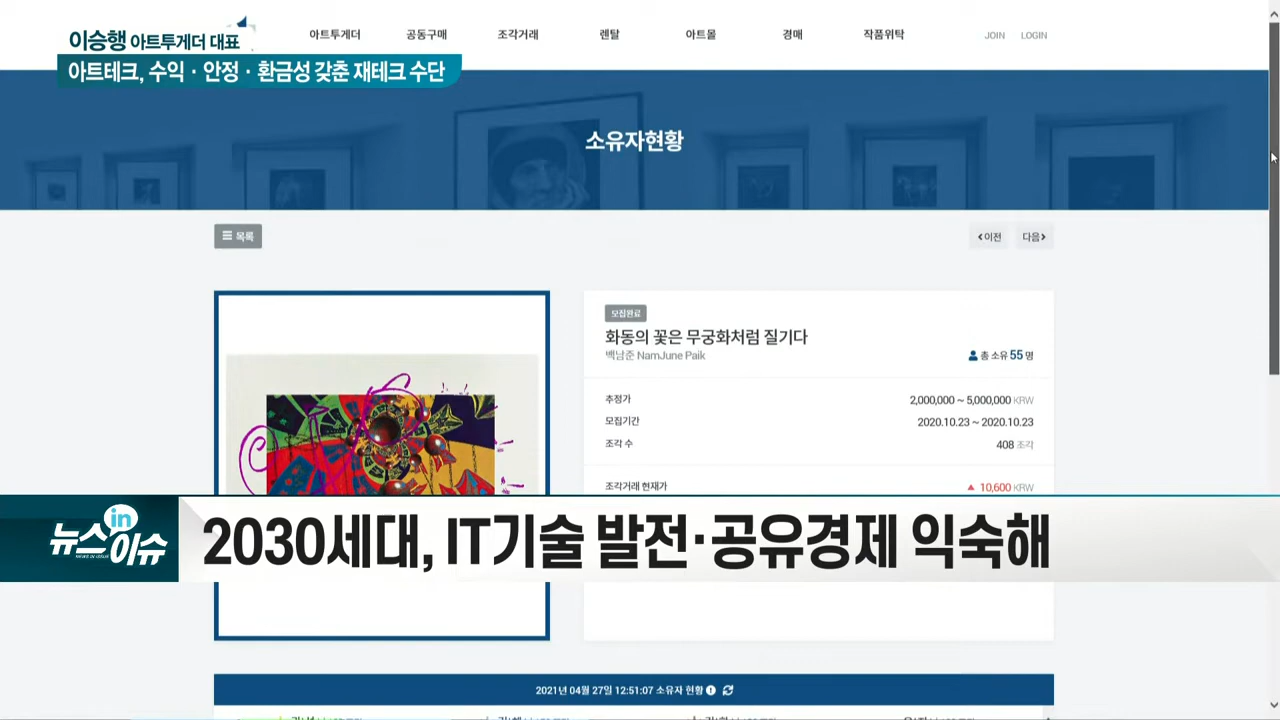 이승행 아트투게더 대표
아트테크, 수익·안정·환금성 갖춘 재테크 수단
아트투게더 공동구매 조각거래 렌탈 아트몰 경매 작품위탁 JOIN LOGIN
소유자현황
목록
이전 다음
모집완료
화동의 꽃은 무궁화처럼 질기다
백남준 NamJune Paik
총 소유 55 명
추정가 2,000,000 ~ 5,000,000 KRW
모집기간 2020.10.23 ~ 2020.10.23
조각 수 408 조각
조각거래 현재가 ▲ 10,600 KRW
뉴스in이슈
NEWS IN ISSUE
2030세대, IT기술 발전·공유경제 익숙해
2021년 04월 27일 12:51:07 소유자 현황